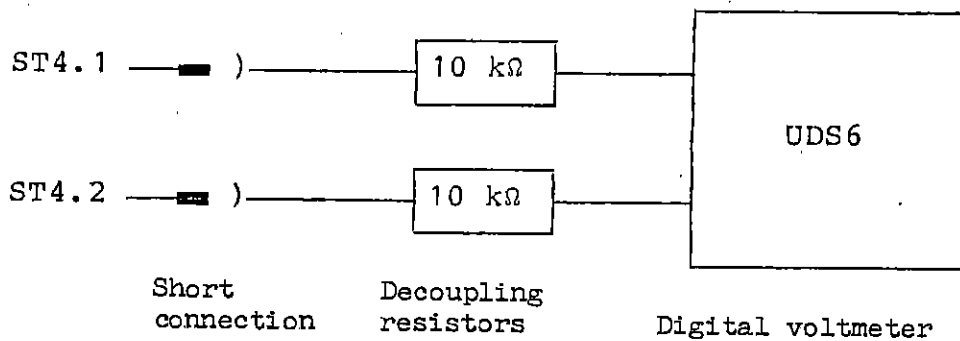 ST4.1
10 kΩ
UDS6
ST4.2
10 kΩ
Short
connection
Decoupling
resistors
Digital voltmeter